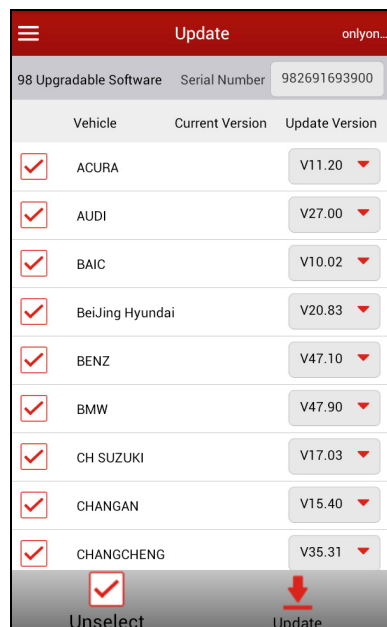 Update onlyon...
98 Upgradable Software Serial Number 982691693900
Vehicle Current Version Update Version
ACURA V11.20
AUDI V27.00
BAIC V10.02
BeiJing Hyundai V20.83
BENZ V47.10
BMW V47.90
CH SUZUKI V17.03
CHANGAN V15.40
CHANGCHENG V35.31
Unselect Update